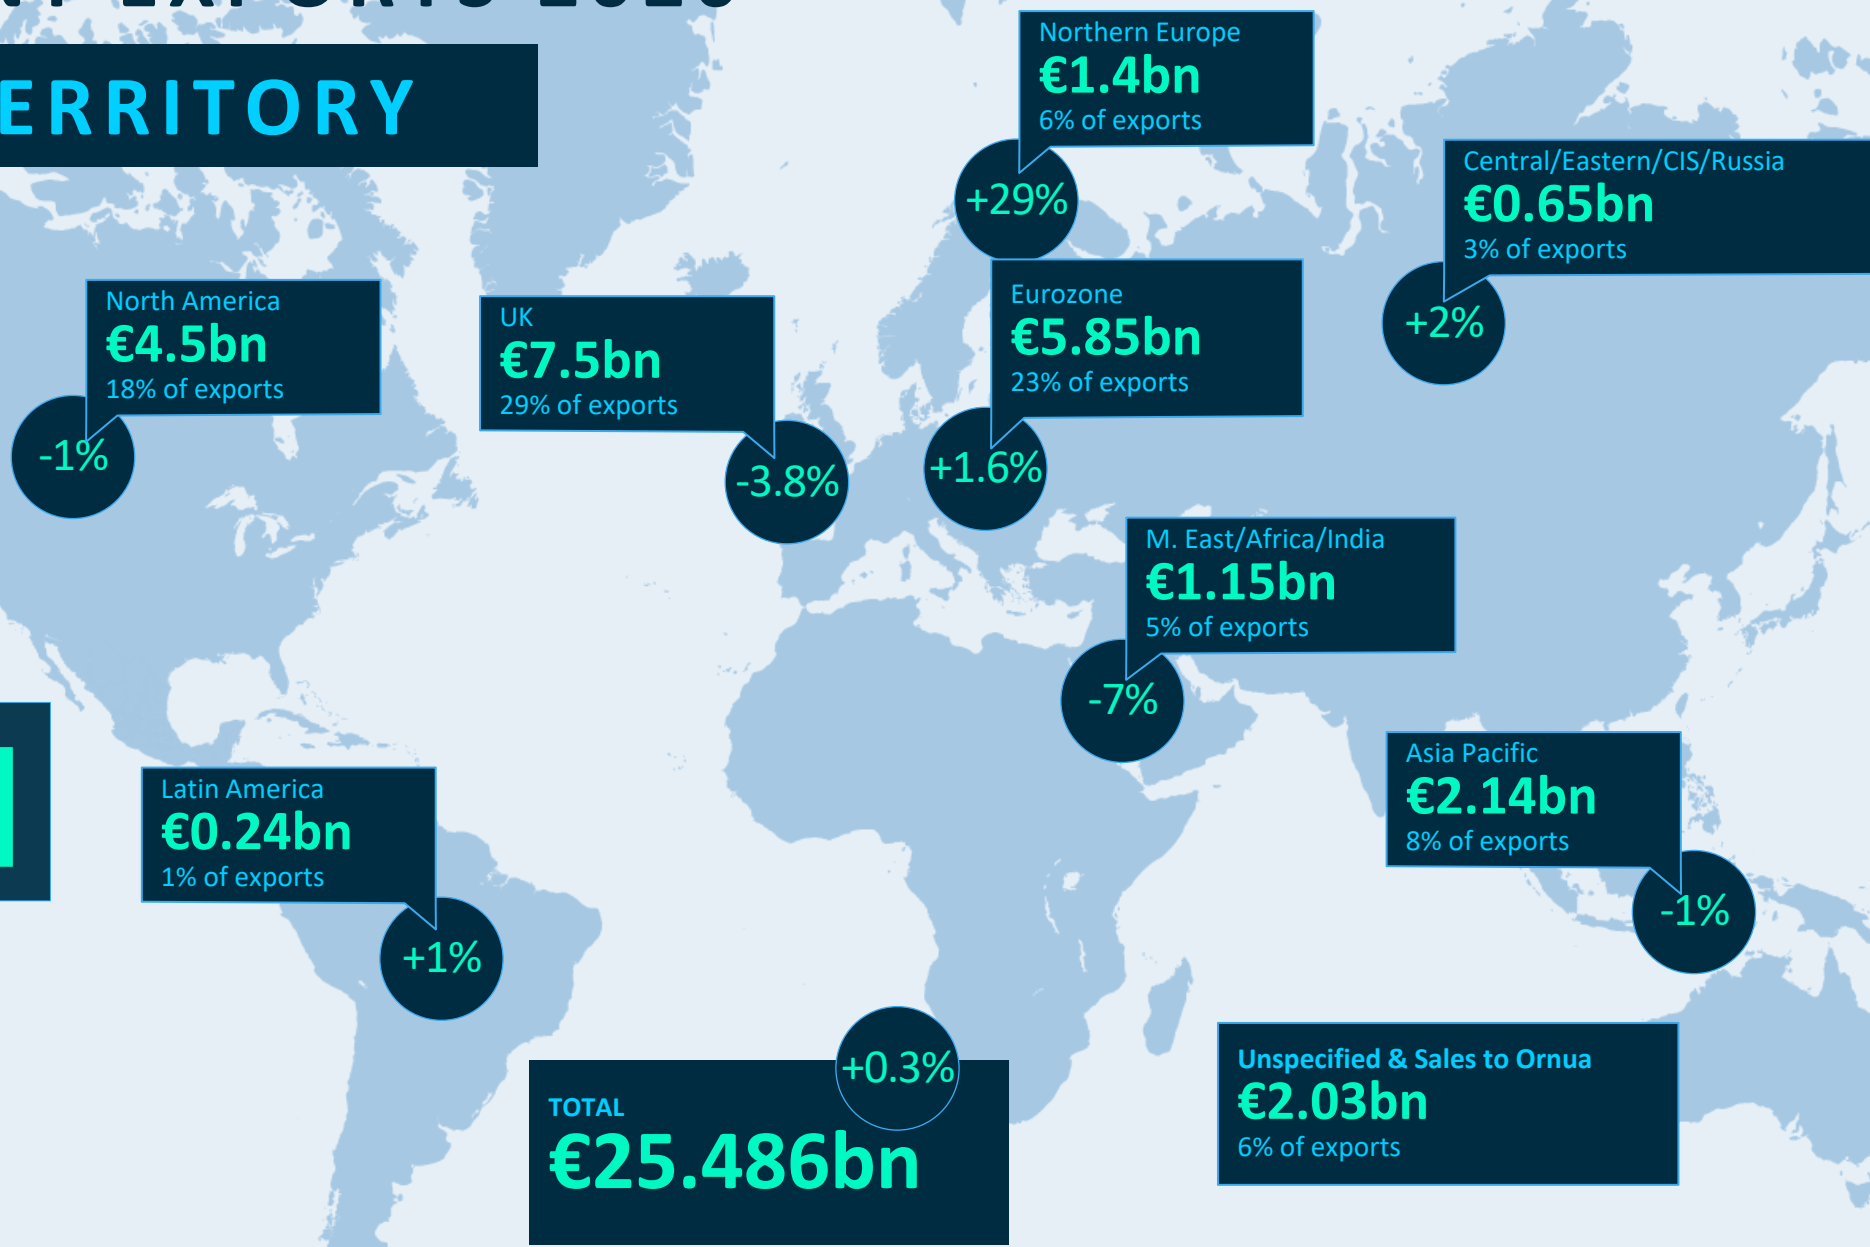 EXPORTS 2020
ERRITORY
Northern Europe
€1.4bn
6% of exports
+29%
Central/Eastern/CIS/Russia
€0.65bn
3% of exports
+2%
North America
€4.5bn
18% of exports
-1%
UK
€7.5bn
29% of exports
-3.8%
Eurozone
€5.85bn
23% of exports
+1.6%
M. East/Africa/India
€1.15bn
5% of exports
-7%
Latin America
€0.24bn
1% of exports
+1%
Asia Pacific
€2.14bn
8% of exports
-1%
+0.3%
TOTAL
€25.486bn
Unspecified & Sales to Ornua
€2.03bn
6% of exports